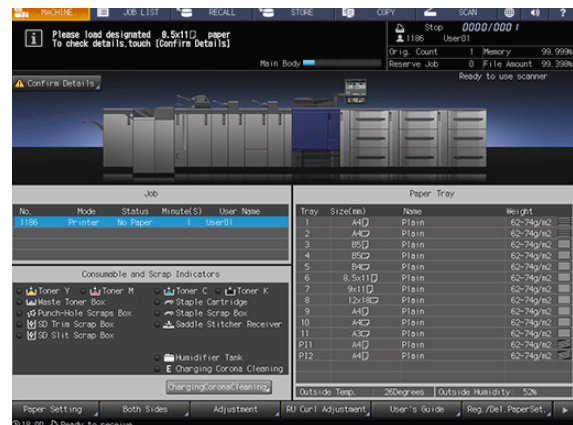 MACHINE JOB LIST RECALL STORE COPY SCAN ?
Please load designated 8.5x11 paper
To check details,touch [Confirm Details]
Main Body
Stop 0000/0001
1186 User01
Orig. Count 1 Memory 99.999%
Reserve Job 0 File Amount 99.398%
Confirm Details
Ready to use scanner
Job
No. Mode Status Minute(S) User Name
1186 Printer No Paper 1 User01
Paper Tray
Tray Size(mm) Name Weight
1 A4 Plain 62-74g/m2
2 A4 Plain 62-74g/m2
3 B5 Plain 62-74g/m2
4 B5 Plain 62-74g/m2
5 B4 Plain 62-74g/m2
6 8.5x11 Plain 62-74g/m2
7 9x11 Plain 62-74g/m2
8 12x18 Plain 62-74g/m2
9 A4 Plain 62-74g/m2
10 A4 Plain 62-74g/m2
11 A3 Plain 62-74g/m2
PI1 A4 Plain 62-74g/m2
PI2 A4 Plain 62-74g/m2
Outside Temp. : 26Degrees Outside Humidity: 52%
Consumable and Scrap Indicators
Toner Y Toner M Toner C Toner K
Waste Toner Box Staple Cartridge
Punch-Hole Scraps Box Staple Scrap Box
SD Trim Scrap Box Saddle Stitcher Receiver
SD Slit Scrap Box
Humidifier Tank
E Charging Corona Cleaning
ChargingCoronaCleaning
Paper Setting Both Sides Adjustment RU Curl Adjustment User's Guide Reg./Del.PaperSet.
18:00 Ready to receive